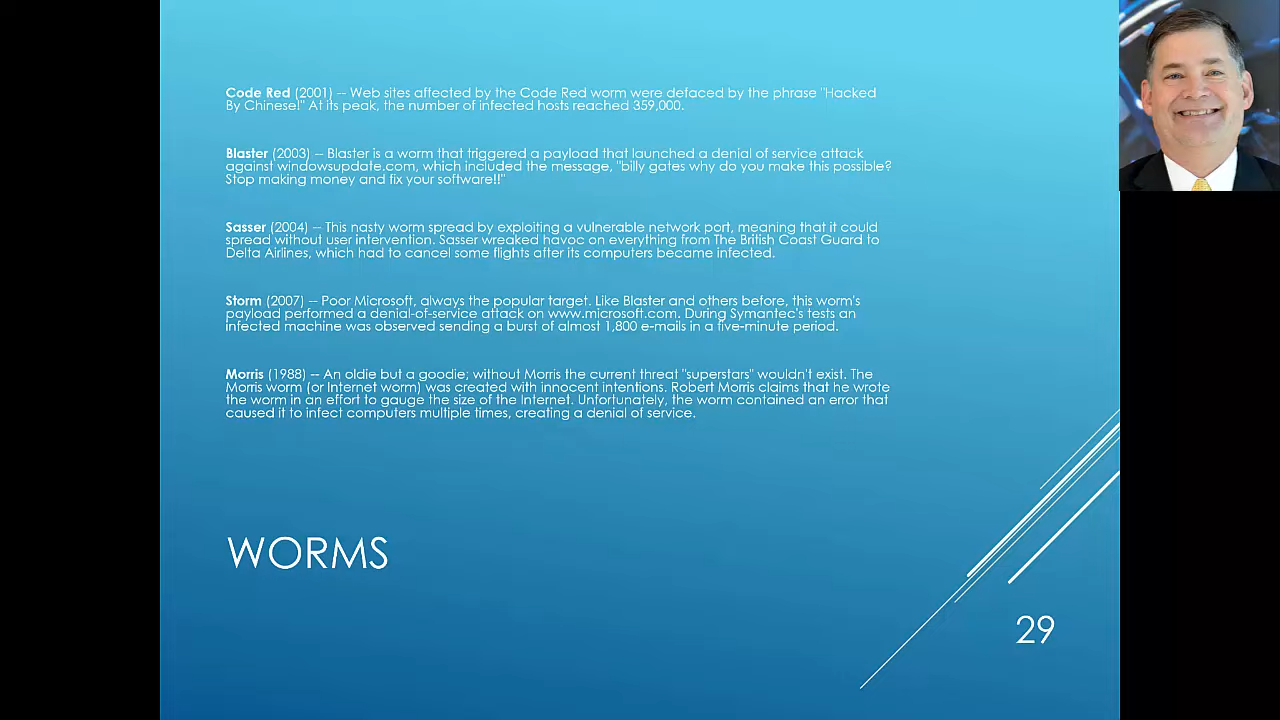 Code Red (2001) -- Web sites affected by the Code Red worm were defaced by the phrase "Hacked
By Chinese!" At its peak, the number of infected hosts reached 359,000.
Blaster (2003) -- Blaster is a worm that triggered a payload that launched a denial of service attack
against windowsupdate.com, which included the message, "billy gates why do you make this possible?
Stop making money and fix your software!!"
Sasser (2004) -- This nasty worm spread by exploiting a vulnerable network port, meaning that it could
spread without user intervention. Sasser wreaked havoc on everything from The British Coast Guard to
Delta Airlines, which had to cancel some flights after its computers became infected.
Storm (2007) -- Poor Microsoft, always the popular target. Like Blaster and others before, this worm's
payload performed a denial-of-service attack on www.microsoft.com. During Symantec's tests an
infected machine was observed sending a burst of almost 1,800 e-mails in a five-minute period.
Morris (1988) -- An oldie but a goodie; without Morris the current threat "superstars" wouldn't exist. The
Morris worm (or Internet worm) was created with innocent intentions. Robert Morris claims that he wrote
the worm in an effort to gauge the size of the Internet. Unfortunately, the worm contained an error that
caused it to infect computers multiple times, creating a denial of service.
WORMS
29